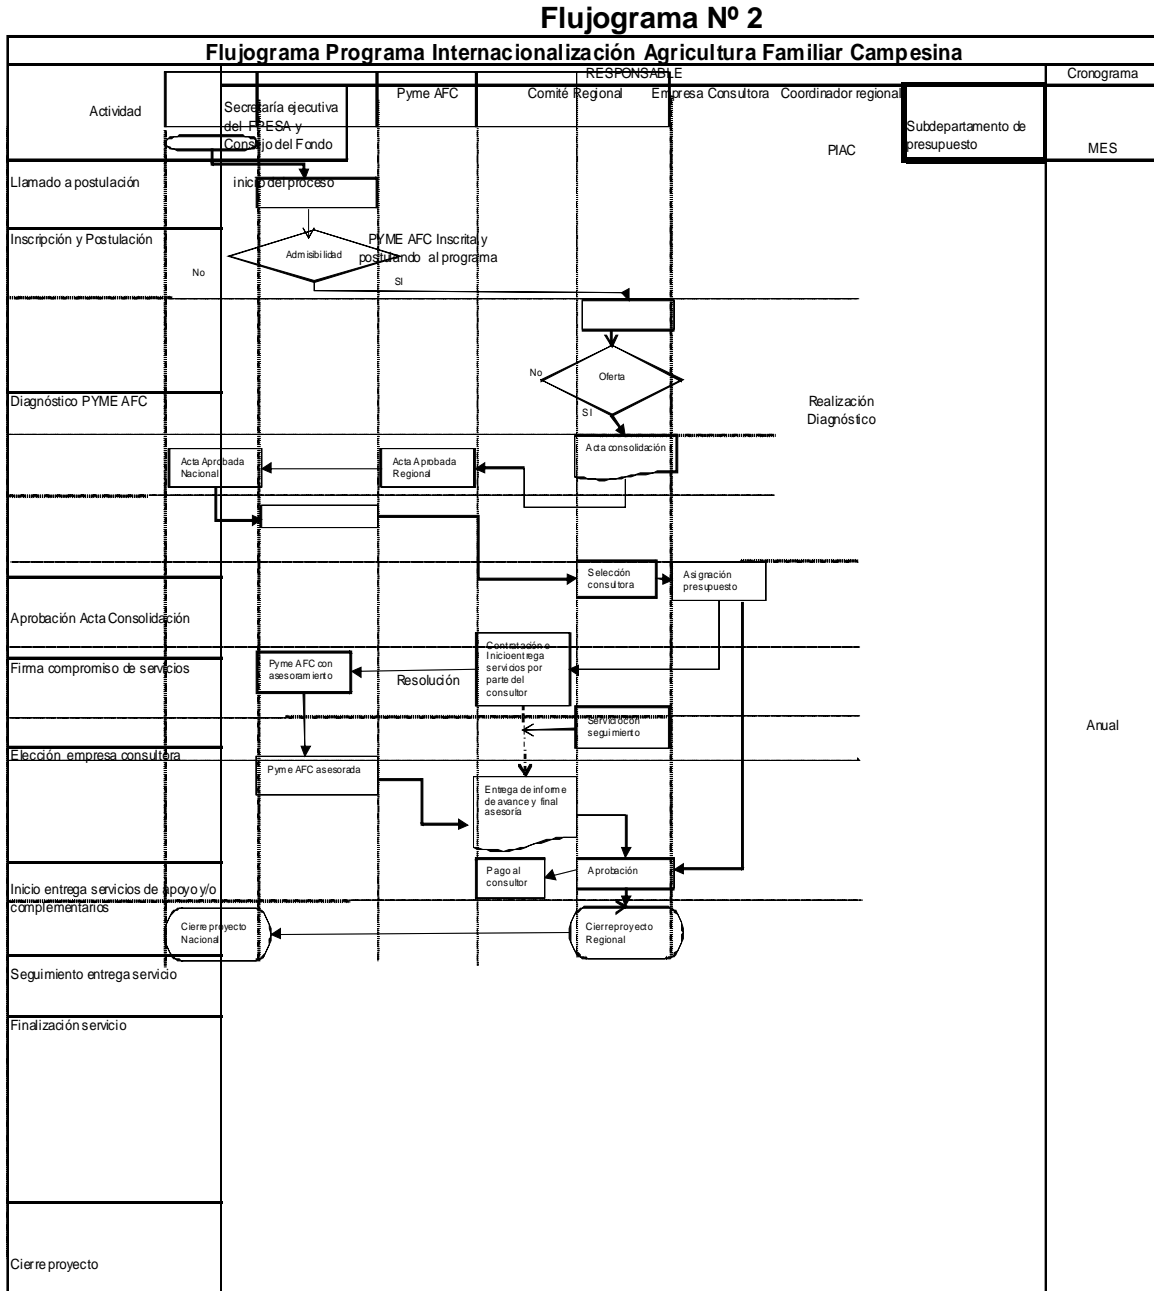 Flujograma Nº 2
Flujograma Programa Internacionalización Agricultura Familiar Campesina
RESPONSABLE
Cronograma
Actividad
Secretaría ejecutiva
del FPESA y
Consejo del Fondo
Pyme AFC
Comité Regional
Empresa Consultora
Coordinador regional
PIAC
Subdepartamento de
presupuesto
MES
Llamado a postulación
inicio del proceso
Inscripción y Postulación
Admisibilidad
PYME AFC Inscrita y
postulando al programa
No
SI
No
Oferta
SI
Diagnóstico PYME AFC
Realización
Diagnóstico
Acta consolidación
Acta Aprobada
Nacional
Acta Aprobada
Regional
Selección
consultora
Asignación
presupuesto
Aprobación Acta Consolidación
Firma compromiso de servicios
Pyme AFC con
asesoramiento
Resolución
Contratación e
Inicio entrega
servicios por
parte del
consultor
Servicio con
seguimiento
Anual
Elección empresa consultora
Pyme AFC asesorada
Entrega de informe
de avance y final
asesoría
Pago al
consultor
Aprobación
Inicio entrega servicios de apoyo y/o
complementarios
Cierre proyecto
Nacional
Cierre proyecto
Regional
Seguimiento entrega servicio
Finalización servicio
Cierre proyecto